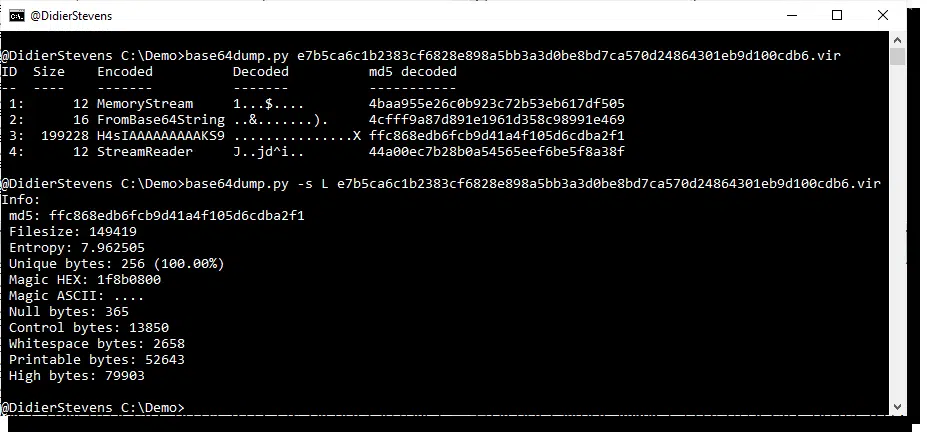 @DidierStevens
@DidierStevens C:\Demo>base64dump.py e7b5ca6c1b2383cf6828e898a5bb3a3d0be8bd7ca570d24864301eb9d100cdb6.vir
ID  Size    Encoded          Decoded          md5 decoded
--  ----    -------          -------          -----------
 1:      12 MemoryStream     1...$....        4baa955e26c0b923c72b53eb617df505
 2:      16 FromBase64String ..&.......).     4cfff9a87d891e1961d358c98991e469
 3:  199228 H4sIAAAAAAAAAKS9 ...............X ffc868edb6fcb9d41a4f105d6cdba2f1
 4:      12 StreamReader     J..jd^i..        44a00ec7b28b0a54565eef6be5f8a38f
@DidierStevens C:\Demo>base64dump.py -s L e7b5ca6c1b2383cf6828e898a5bb3a3d0be8bd7ca570d24864301eb9d100cdb6.vir
Info:
 md5: ffc868edb6fcb9d41a4f105d6cdba2f1
 Filesize: 149419
 Entropy: 7.962505
 Unique bytes: 256 (100.00%)
 Magic HEX: 1f8b0800
 Magic ASCII: ....
 Null bytes: 365
 Control bytes: 13850
 Whitespace bytes: 2658
 Printable bytes: 52643
 High bytes: 79903
@DidierStevens C:\Demo>